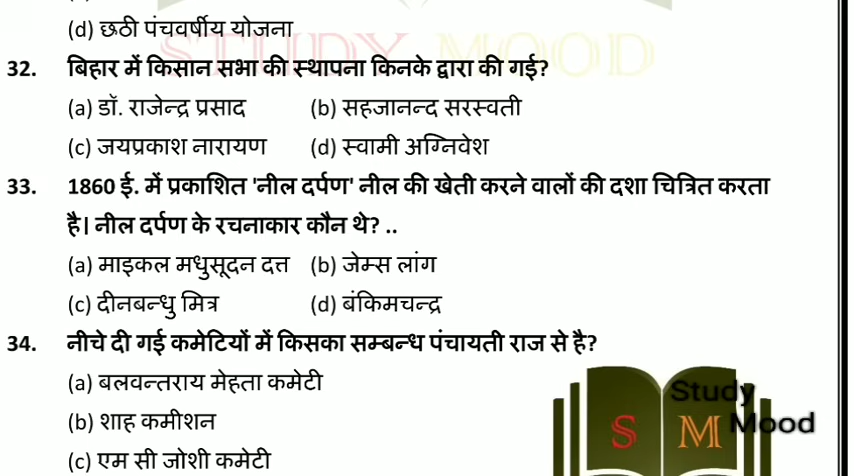 (d) छठी पंचवर्षीय योजना
STUDY MOOD
32. बिहार में किसान सभा की स्थापना किनके द्वारा की गई?
(a) डॉ. राजेन्द्र प्रसाद (b) सहजानन्द सरस्वती
(c) जयप्रकाश नारायण (d) स्वामी अग्निवेश
33. 1860 ई. में प्रकाशित 'नील दर्पण' नील की खेती करने वालों की दशा चित्रित करता
है। नील दर्पण के रचनाकार कौन थे? ..
(a) माइकल मधुसूदन दत्त (b) जेम्स लांग
(c) दीनबन्धु मित्र (d) बंकिमचन्द्र
34. नीचे दी गई कमेटियों में किसका सम्बन्ध पंचायती राज से है?
(a) बलवन्तराय मेहता कमेटी
(b) शाह कमीशन
(c) एम सी जोशी कमेटी
Study
S M Mood